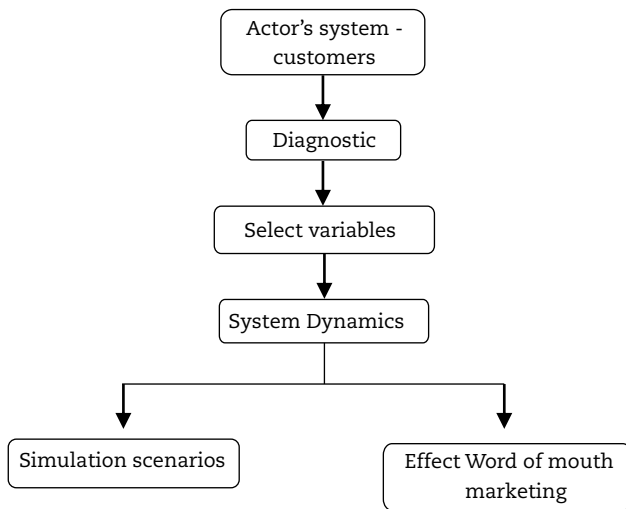 Actor's system -
customers
Diagnostic
Select variables
System Dynamics
Simulation scenarios
Effect Word of mouth
marketing